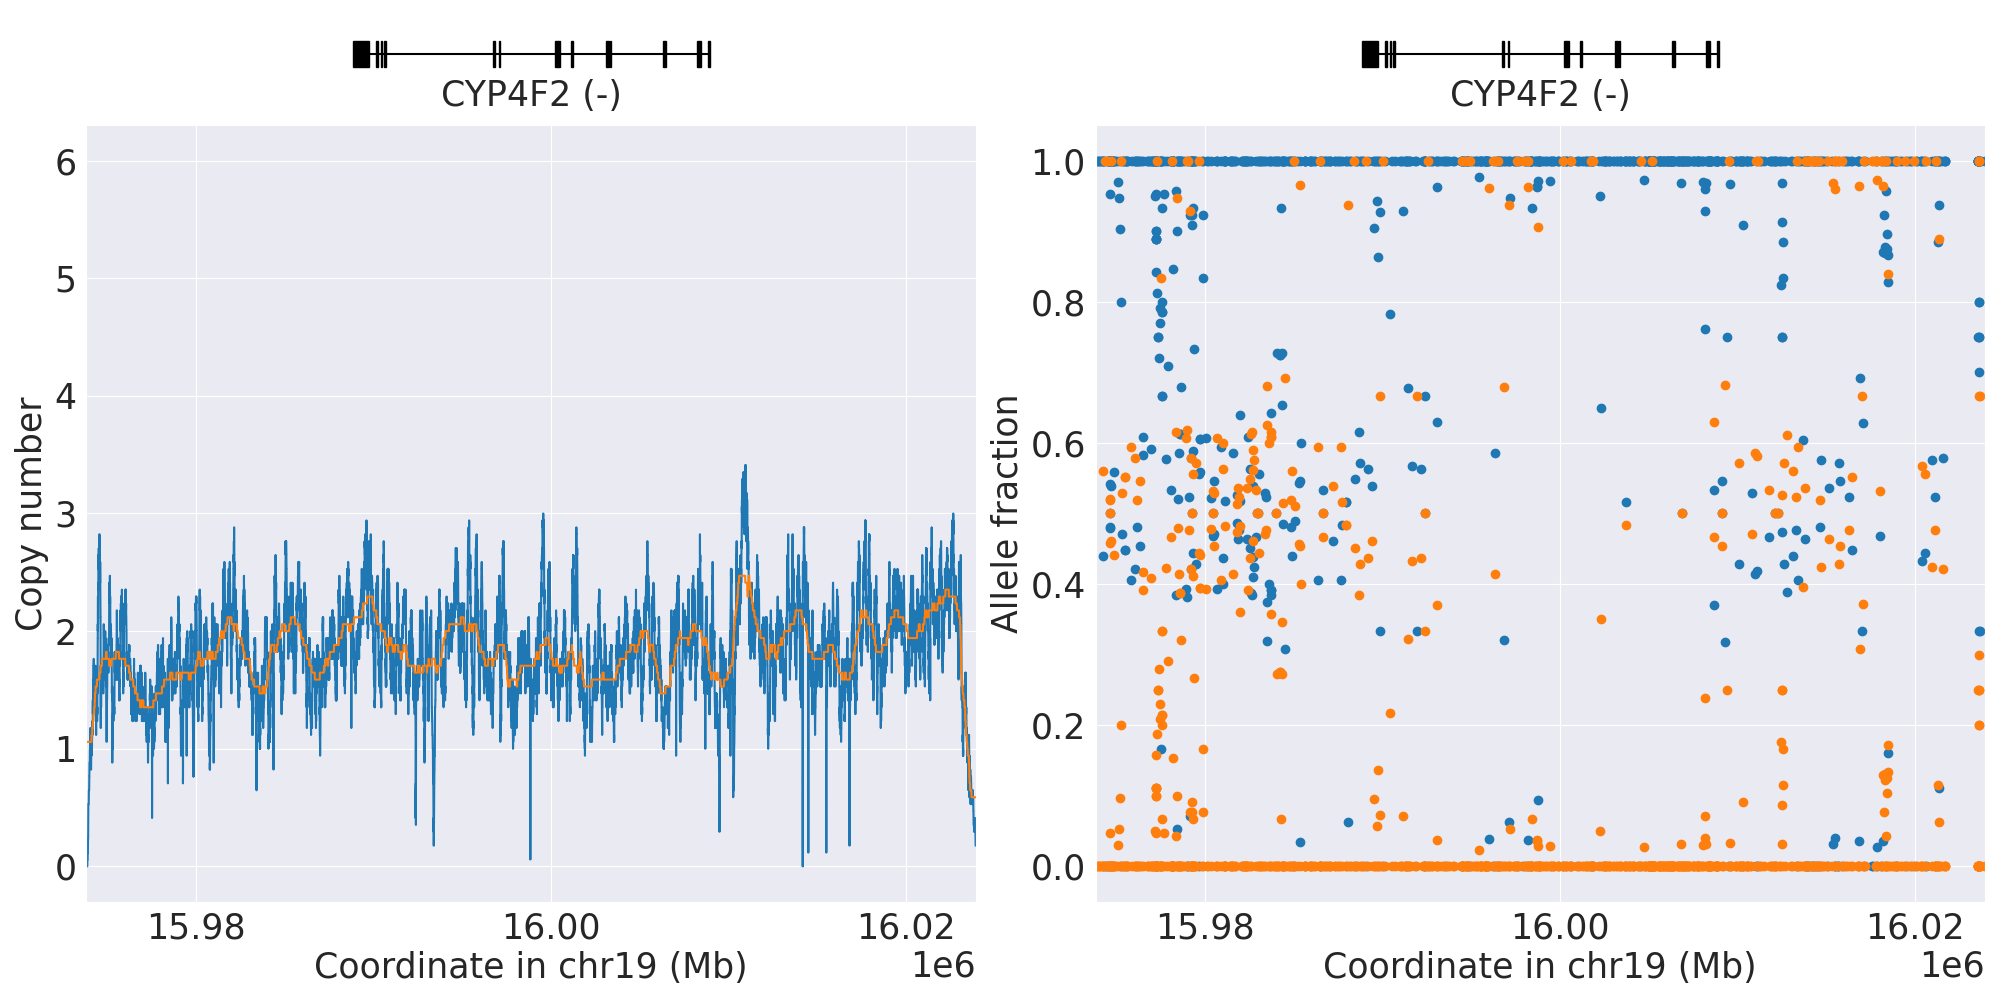 CYP4F2 (-)
6
5
4
3
2
1
0
Copy number
15.98
16.00
16.02
Coordinate in chr19 (Mb)
1e6
CYP4F2 (-)
1.0
0.8
0.6
0.4
0.2
0.0
Allele fraction
15.98
16.00
16.02
Coordinate in chr19 (Mb)
1e6